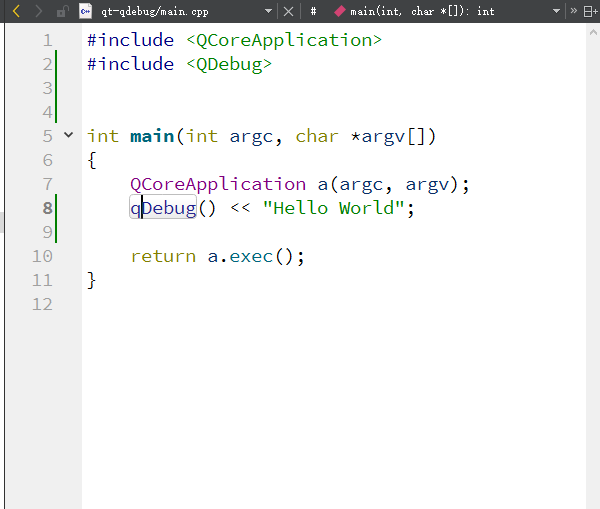 qt-qdebug/main.cpp # main(int, char *[]): int
1 #include <QCoreApplication>
2 #include <QDebug>
3
4
5 int main(int argc, char *argv[])
6 {
7 QCoreApplication a(argc, argv);
8 qDebug() << "Hello World";
9
10 return a.exec();
11 }
12